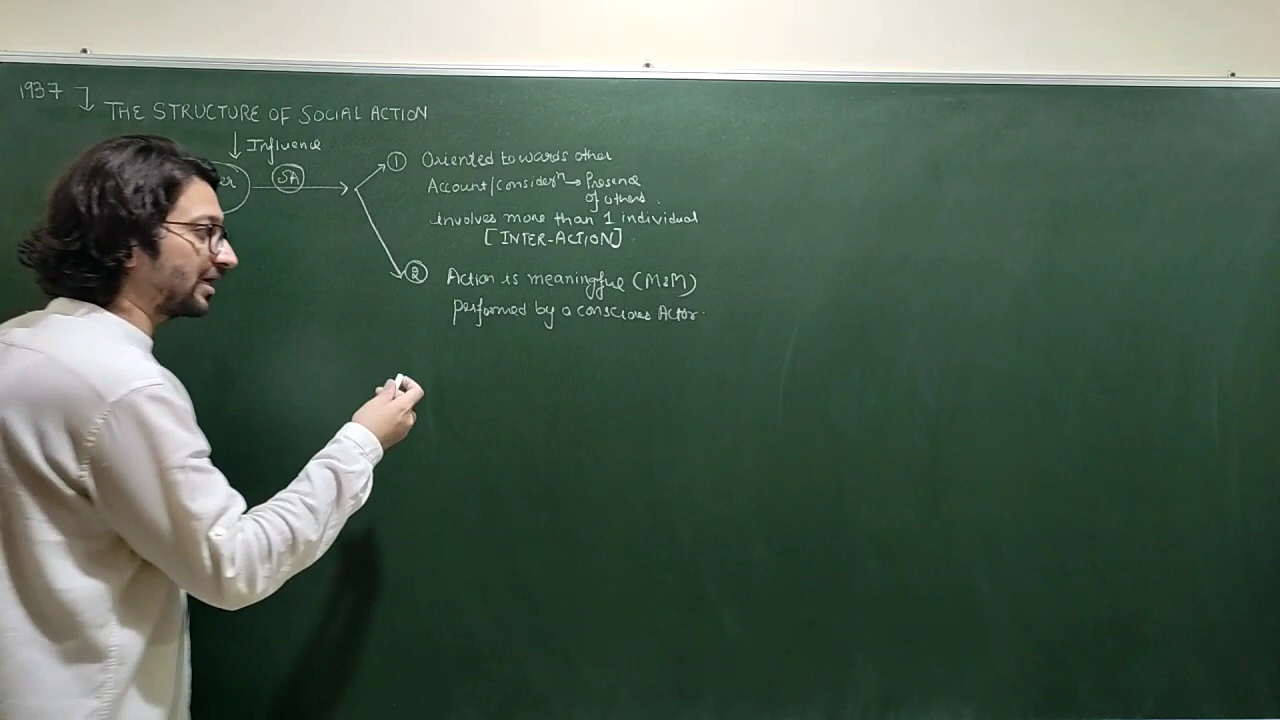 1937
THE STRUCTURE OF SOCIAL ACTION
Influence
er
SA
① Oriented towards other
Account/Considerⁿ → Presence
of others.
involves more than 1 individual
[INTER-ACTION]
② Action is meaningful (M&M)
performed by a conscious Actor.